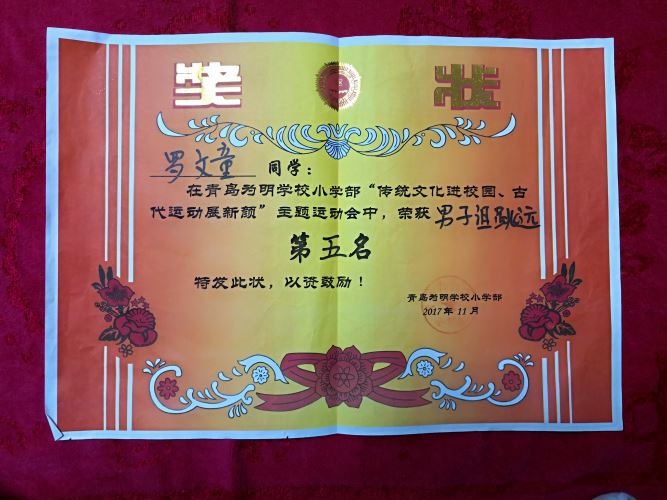 奖 状
罗文童 同学：
在青岛为明学校小学部“传统文化进校园、古
代运动展新颜”主题运动会中，荣获 男子组跳远
第五名
特发此状，以资鼓励！
青岛为明学校小学部
2017年11月